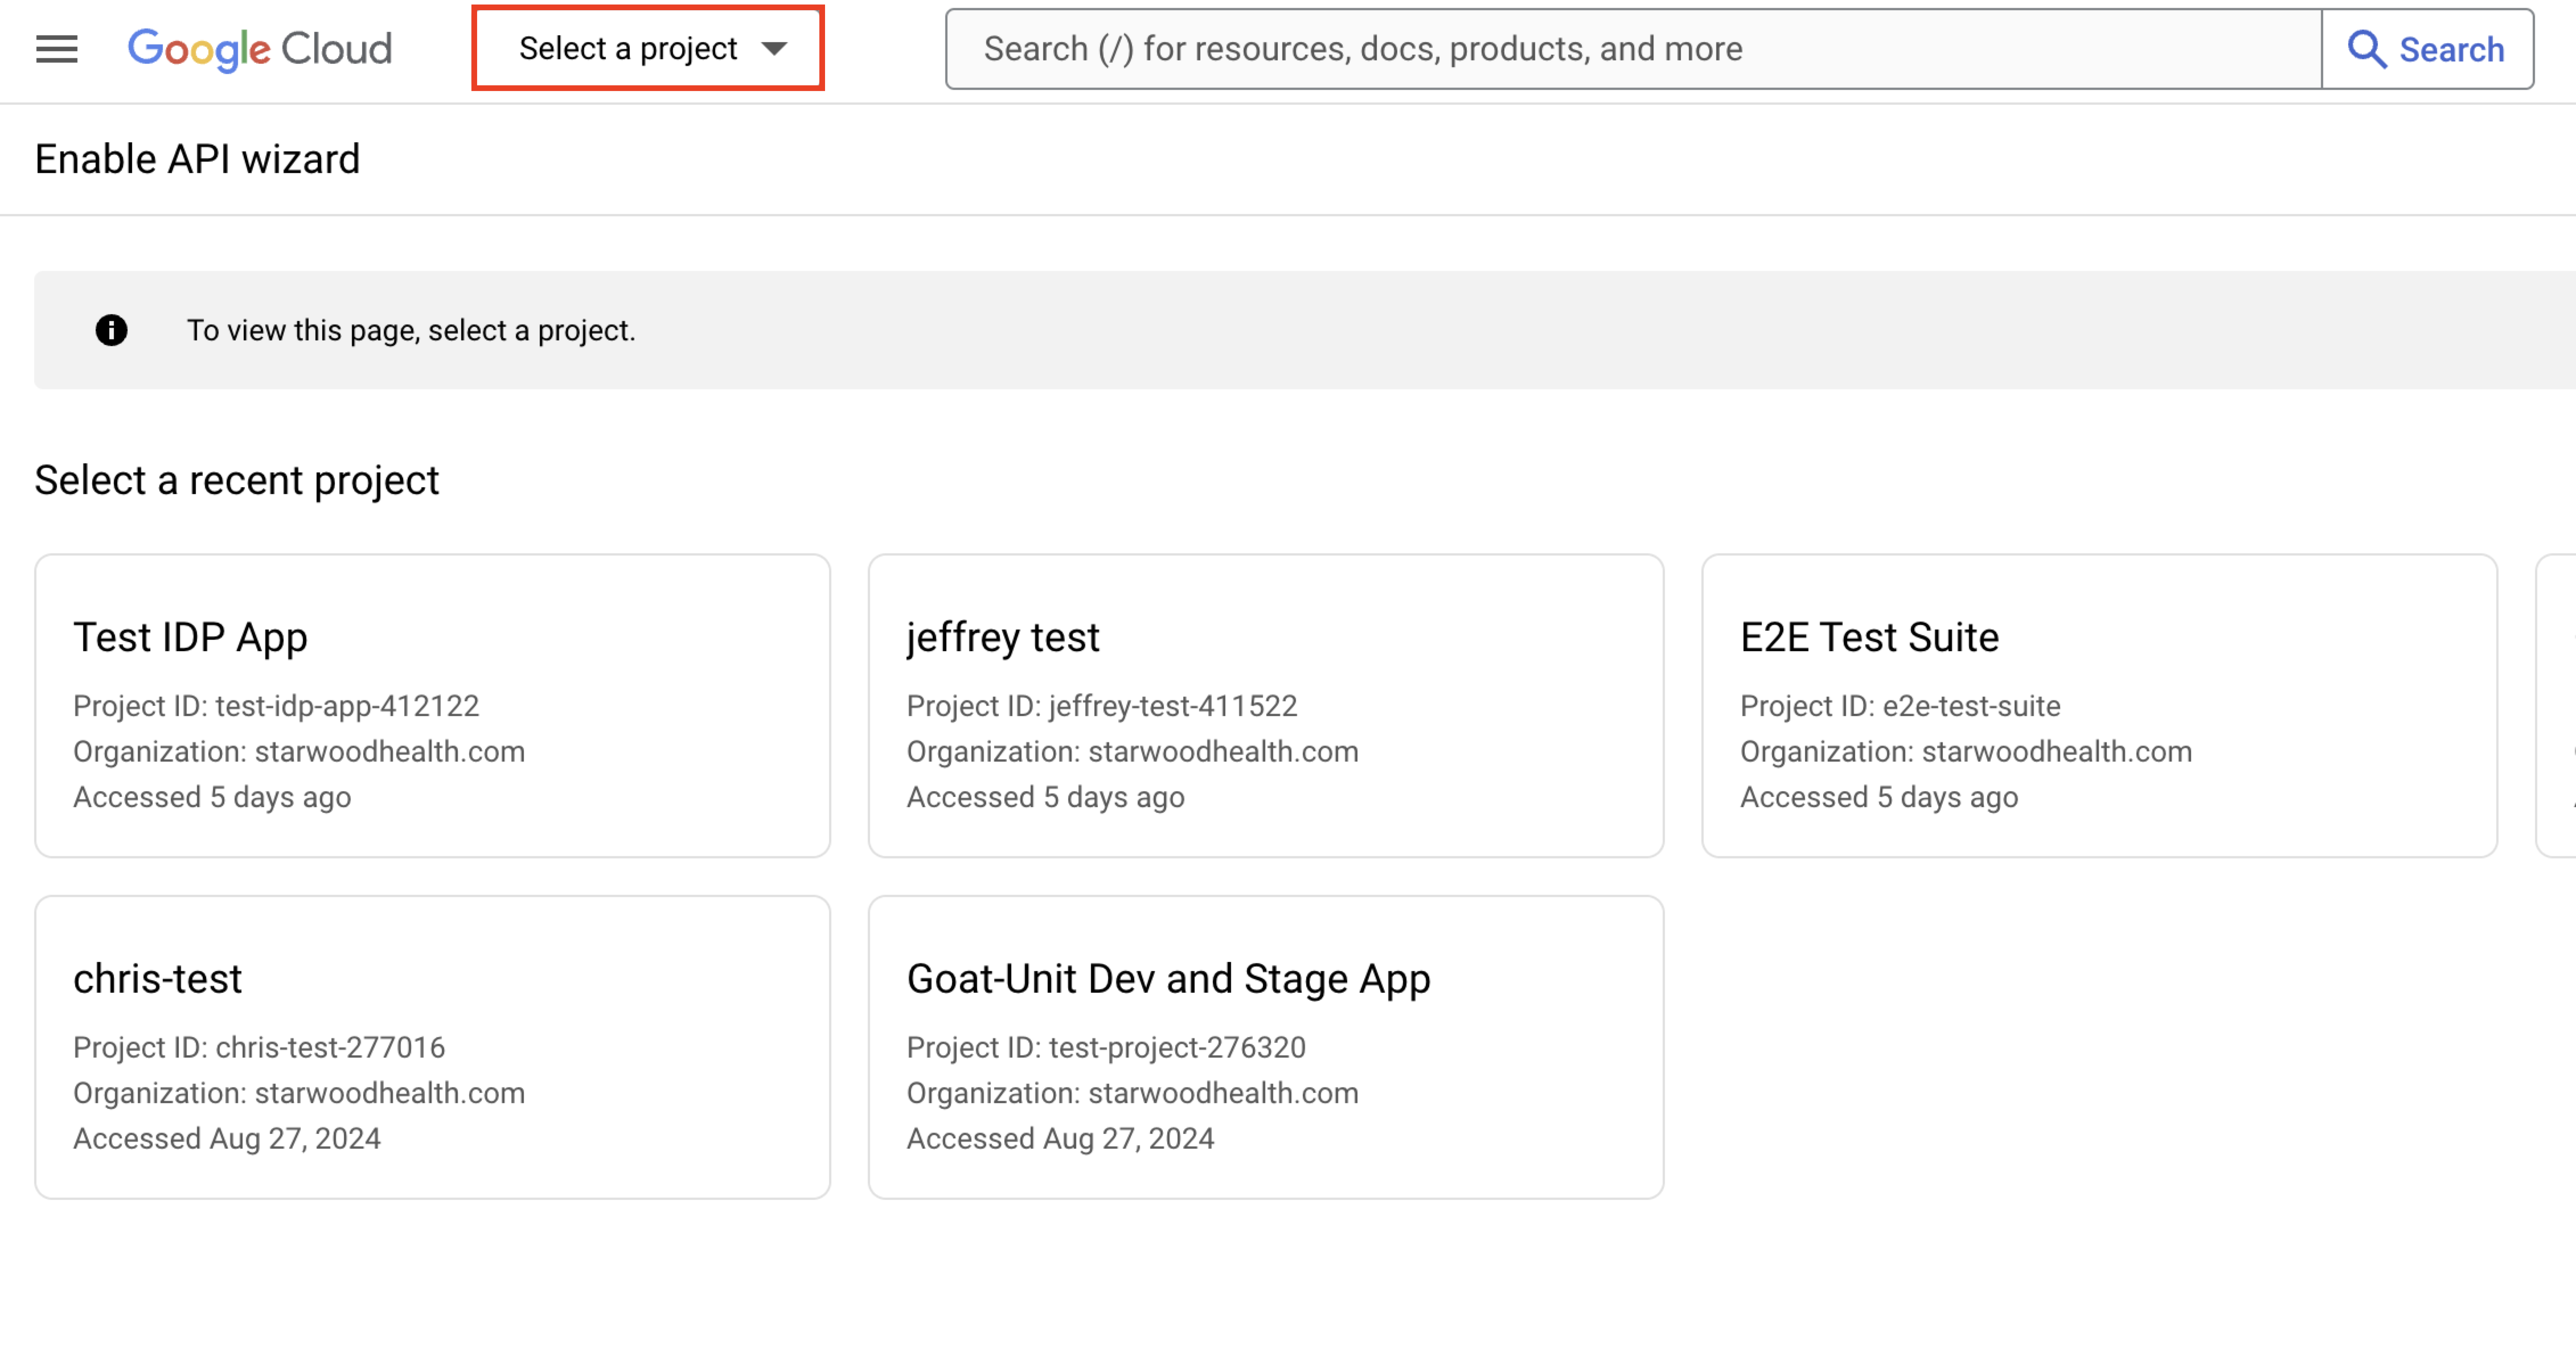 Google Cloud
Select a project
Search (/) for resources, docs, products, and more
Search
Enable API wizard
To view this page, select a project.
Select a recent project
Test IDP App
Project ID: test-idp-app-412122
Organization: starwoodhealth.com
Accessed 5 days ago
jeffrey test
Project ID: jeffrey-test-411522
Organization: starwoodhealth.com
Accessed 5 days ago
E2E Test Suite
Project ID: e2e-test-suite
Organization: starwoodhealth.com
Accessed 5 days ago
chris-test
Project ID: chris-test-277016
Organization: starwoodhealth.com
Accessed Aug 27, 2024
Goat-Unit Dev and Stage App
Project ID: test-project-276320
Organization: starwoodhealth.com
Accessed Aug 27, 2024